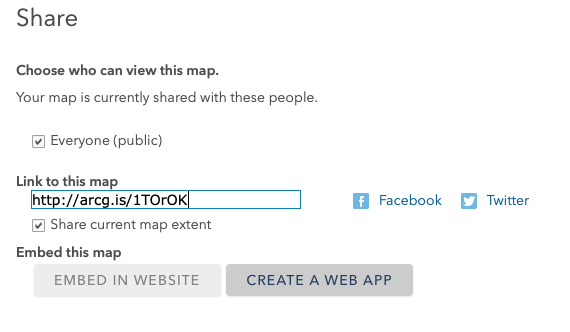 Share
Choose who can view this map.
Your map is currently shared with these people.
Everyone (public)
Link to this map
http://arcg.is/1TOrOK Facebook Twitter
Share current map extent
Embed this map
EMBED IN WEBSITE CREATE A WEB APP